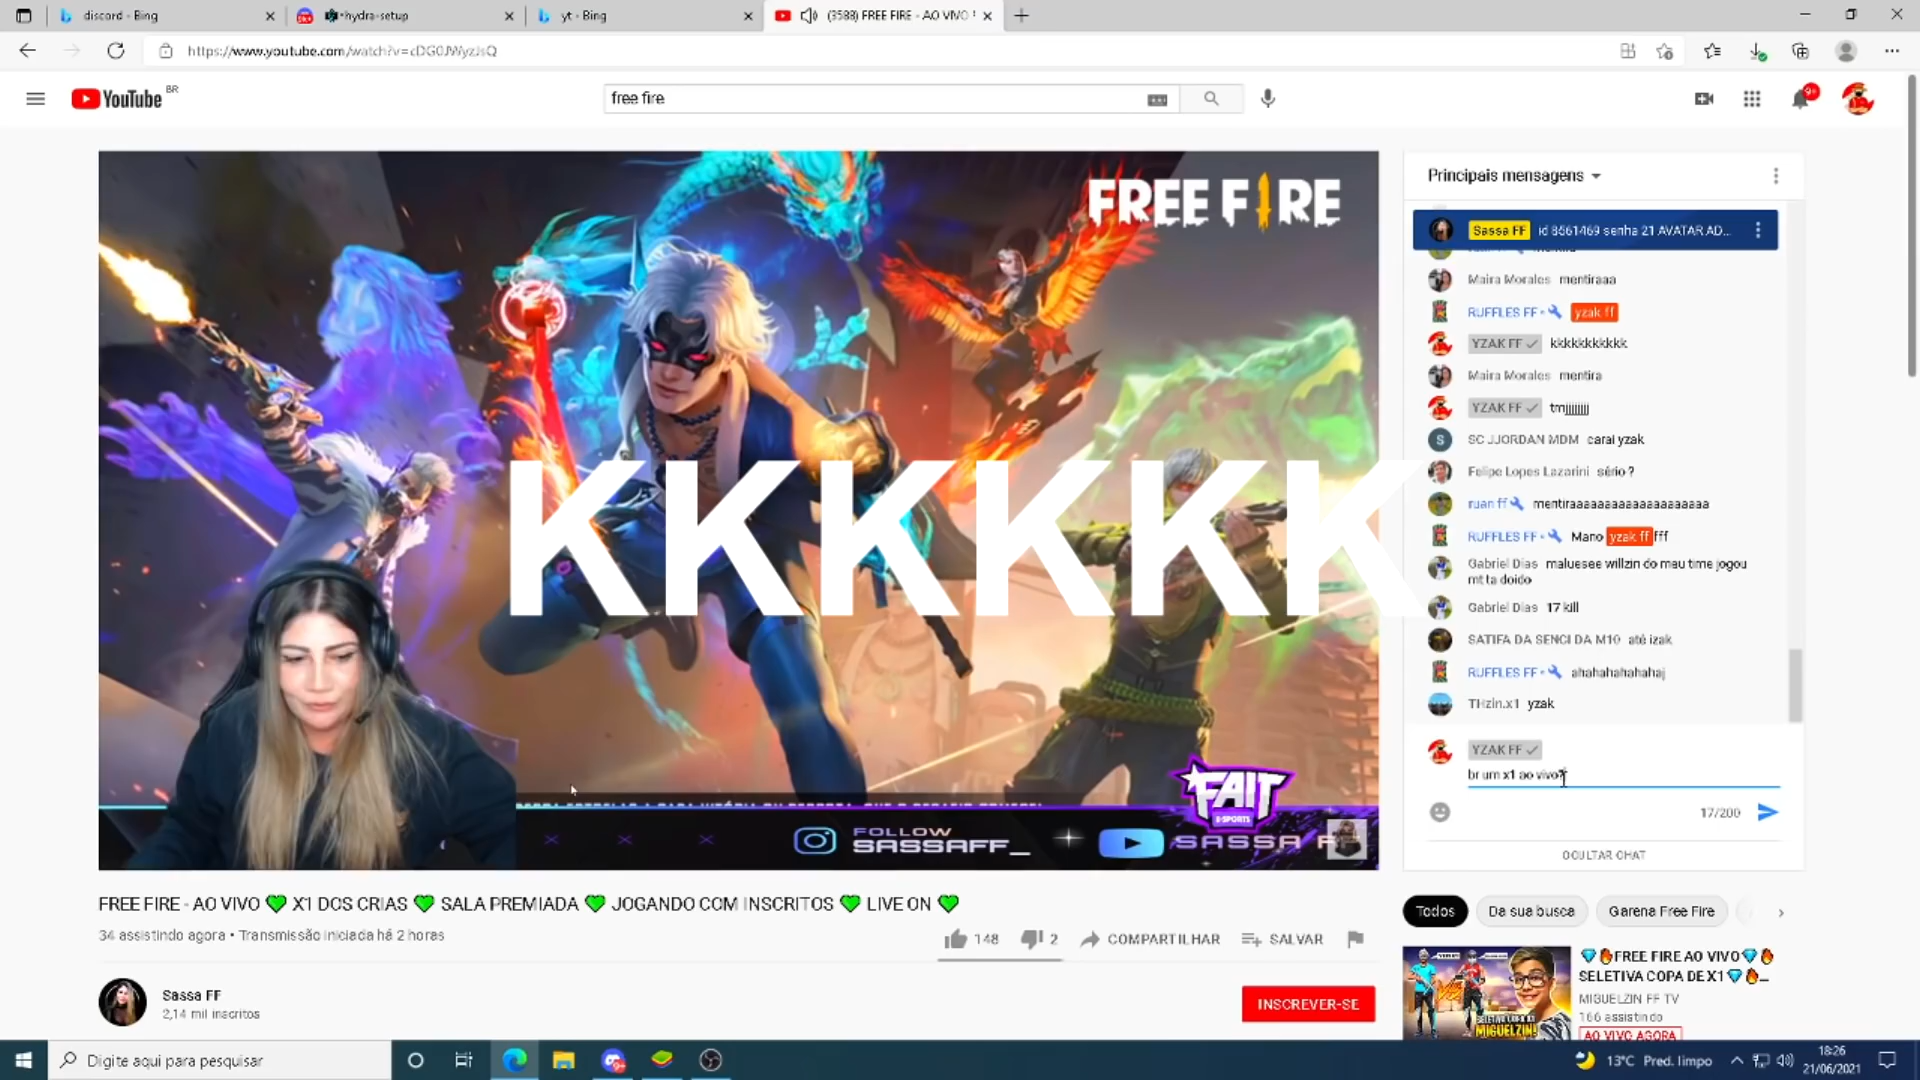 discord - Bing
hydra-setup
yt - Bing
(3588) FREE FIRE - AO VIVO
https://www.youtube.com/watch?v=cDG0JWyzJsQ
YouTube BR
free fire
9+
FREE FIRE
KKKKKK
FOLLOW
SASSAFF_
FAIT
E-SPORTS
SASSA F
Principais mensagens
Sassa FF id 8561469 senha 21 AVATAR AD...
Maira Morales mentiraaa
RUFFLES FF yzak ff
YZAK FF kkkkkkkkkkk
Maira Morales mentira
YZAK FF tmjjjjjjjj
S SC JJORDAN MDM carai yzak
Felipe Lopes Lazarini sério ?
ruan ff mentiraaaaaaaaaaaaaaaaaaaaa
RUFFLES FF Mano yzak ff fff
Gabriel Dias maluesee willzin do meu time jogou
mt ta doido
Gabriel Dias 17 kill
SATIFA DA SENCI DA M10 até izak
RUFFLES FF ahahahahahahaj
THzin.x1 yzak
YZAK FF
br um x1 ao vivo?
17/200
OCULTAR CHAT
FREE FIRE - AO VIVO 💚 X1 DOS CRIAS 💚 SALA PREMIADA 💚 JOGANDO COM INSCRITOS 💚 LIVE ON 💚
34 assistindo agora • Transmissão iniciada há 2 horas
148
2
COMPARTILHAR
SALVAR
Sassa FF
2,14 mil inscritos
INSCREVER-SE
Todos
Da sua busca
Garena Free Fire
💎🔥FREE FIRE AO VIVO💎🔥
SELETIVA COPA DE X1💎🔥...
MIGUELZIN FF TV
166 assistindo
AO VIVO AGORA
MIGUELZIN!
Digite aqui para pesquisar
13°C Pred. limpo
18:26
21/06/2021